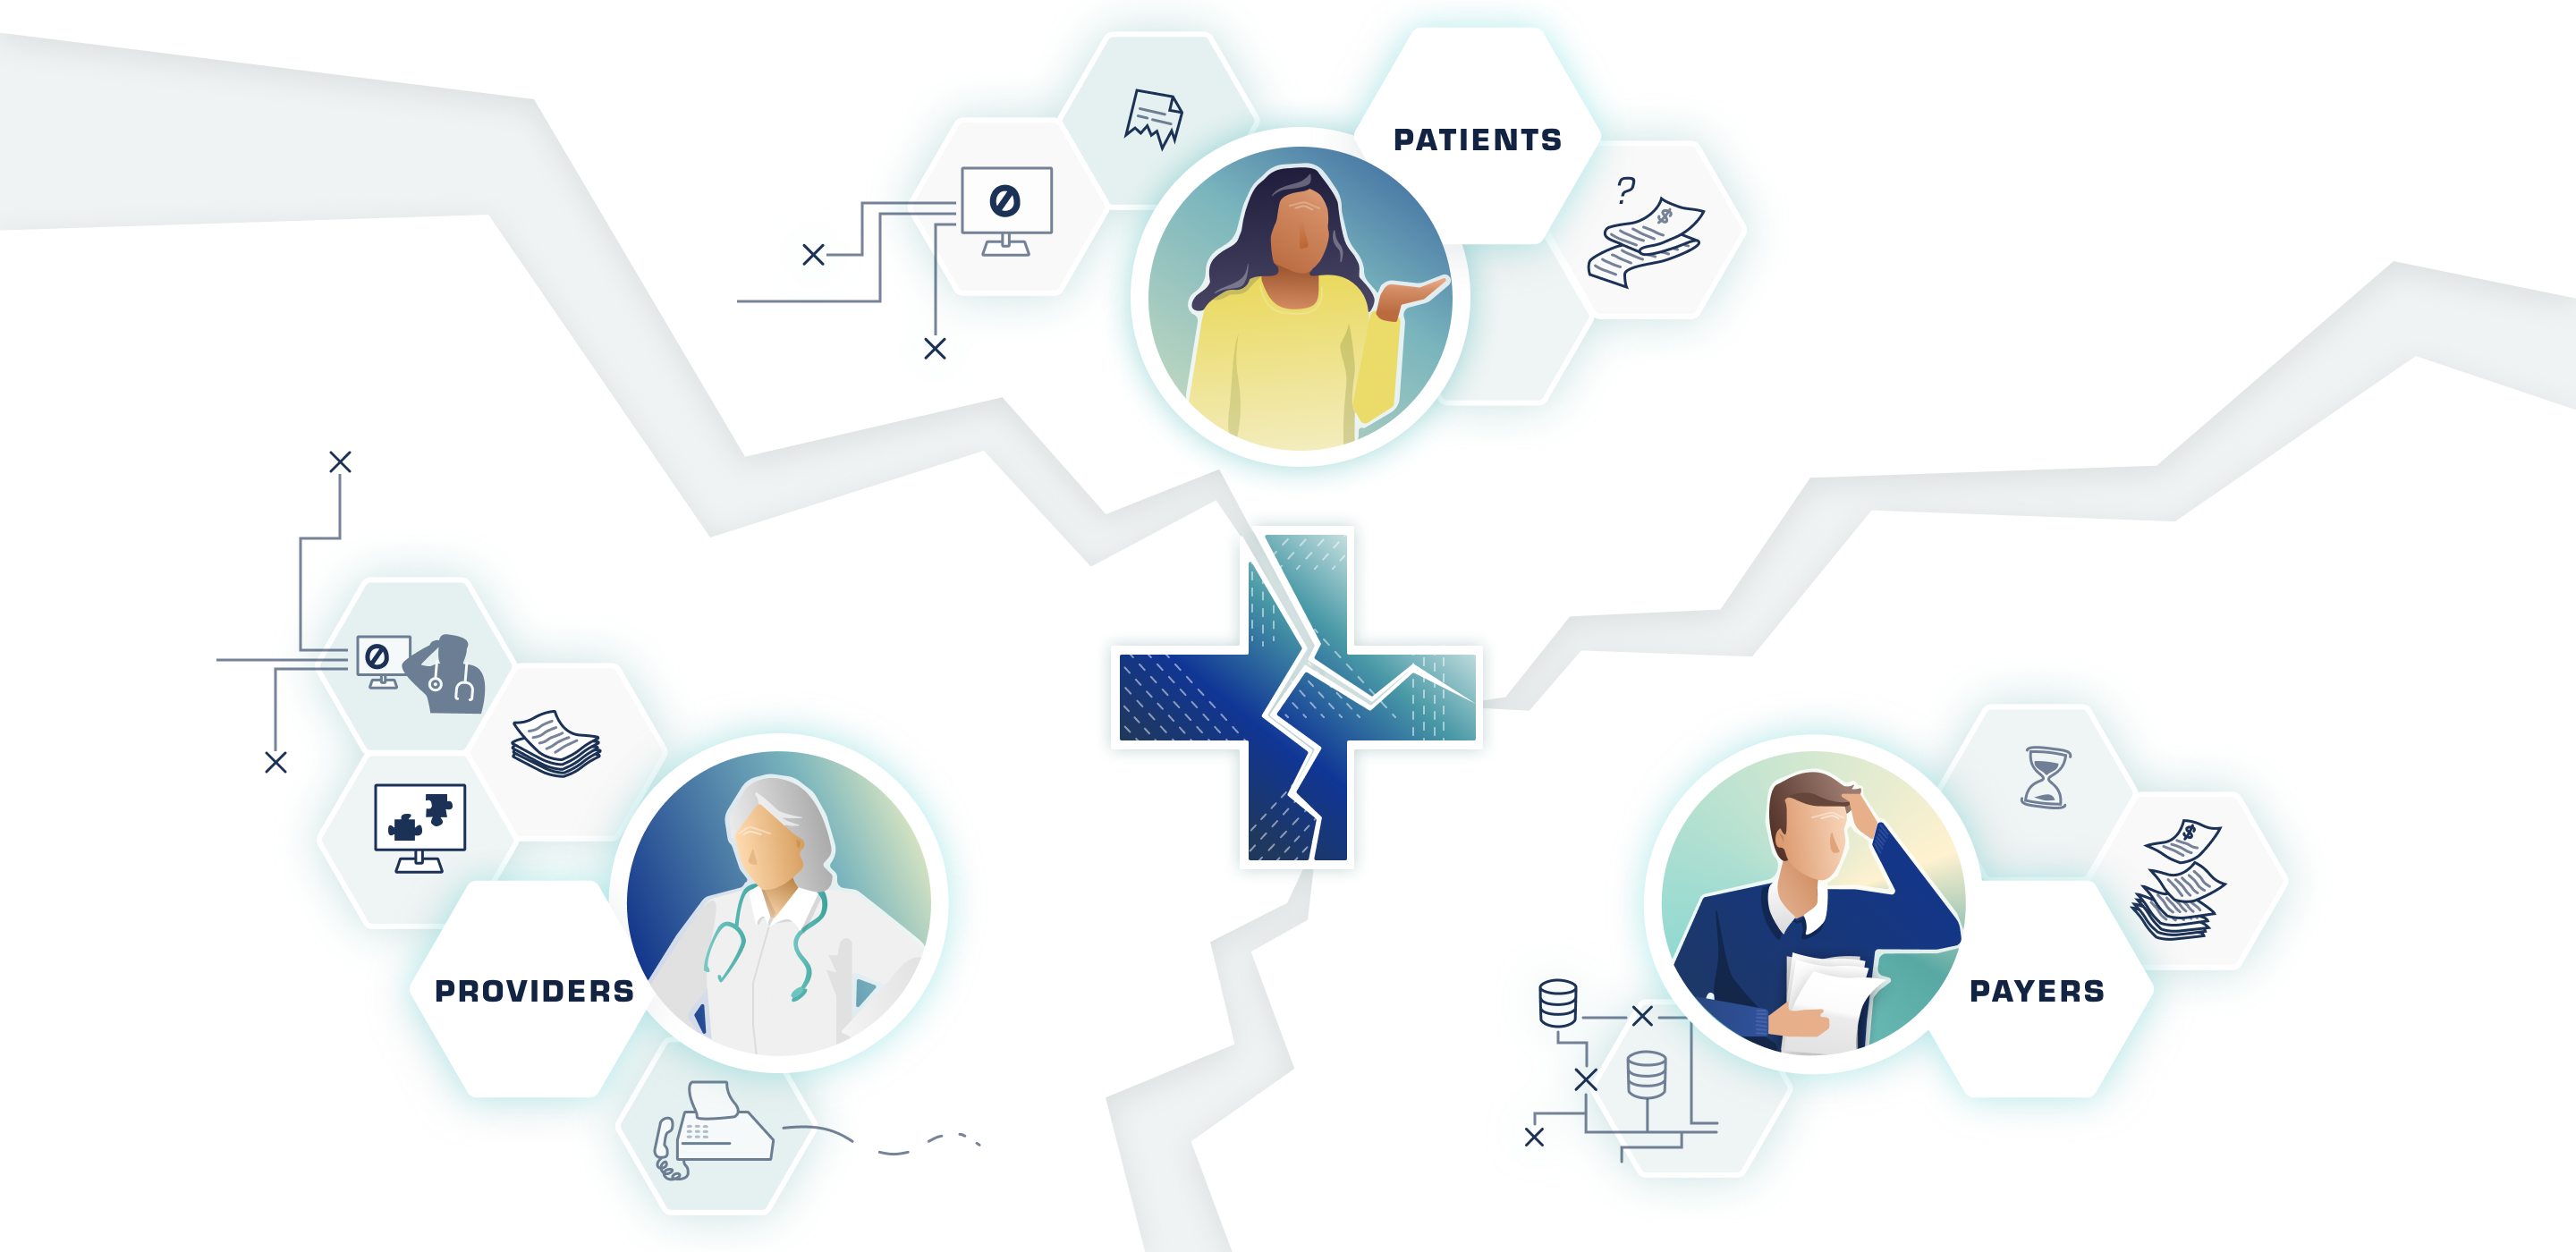 PATIENTS
?
$
PROVIDERS
$
PAYERS